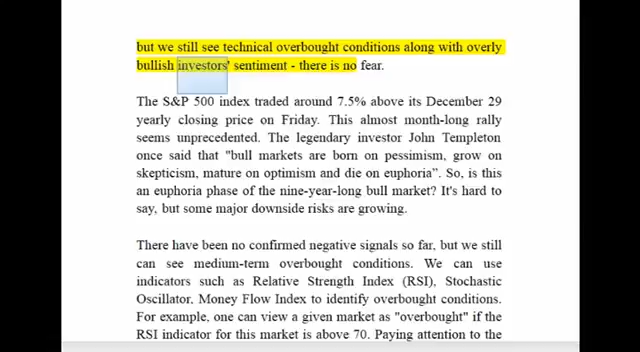 but we still see technical overbought conditions along with overly
bullish investors' sentiment - there is no fear.
The S&P 500 index traded around 7.5% above its December 29
yearly closing price on Friday. This almost month-long rally
seems unprecedented. The legendary investor John Templeton
once said that "bull markets are born on pessimism, grow on
skepticism, mature on optimism and die on euphoria". So, is this
an euphoria phase of the nine-year-long bull market? It's hard to
say, but some major downside risks are growing.
There have been no confirmed negative signals so far, but we still
can see medium-term overbought conditions. We can use
indicators such as Relative Strength Index (RSI), Stochastic
Oscillator, Money Flow Index to identify overbought conditions.
For example, one can view a given market as "overbought" if the
RSI indicator for this market is above 70. Paying attention to the